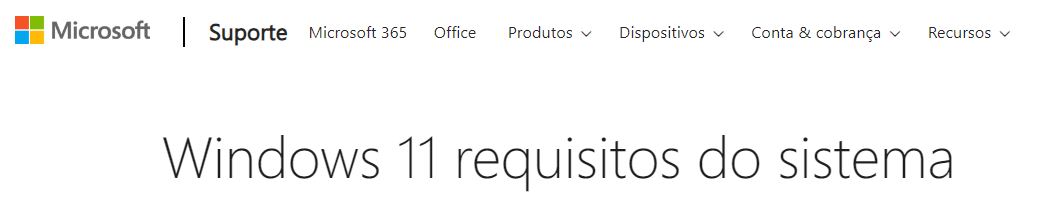 Microsoft Suporte Microsoft 365 Office Produtos Dispositivos Conta & cobrança Recursos
Windows 11 requisitos do sistema